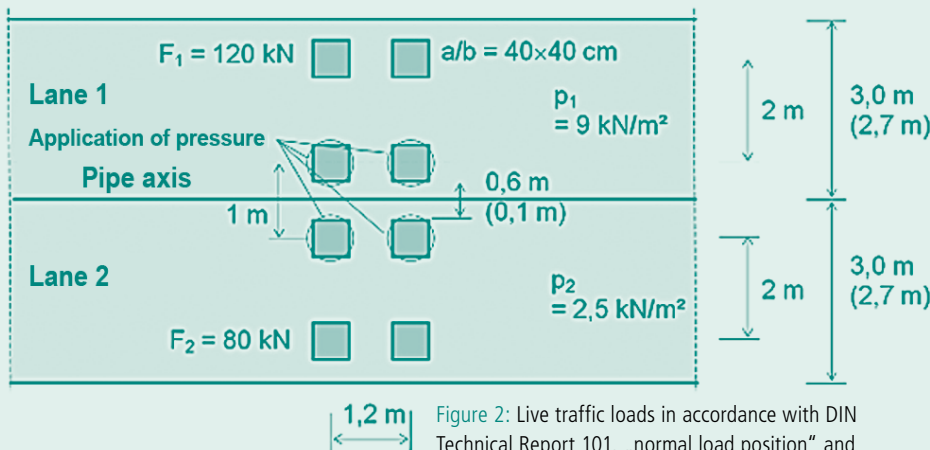 F₁ = 120 kN
a/b = 40×40 cm
Lane 1
p₁
= 9 kN/m²
2 m
3,0 m
(2,7 m)
Application of pressure
Pipe axis
0,6 m
(0,1 m)
1 m
Lane 2
p₂
= 2,5 kN/m²
2 m
3,0 m
(2,7 m)
F₂ = 80 kN
1,2 m
Figure 2: Live traffic loads in accordance with DIN
Technical Report 101, „normal load position“ and